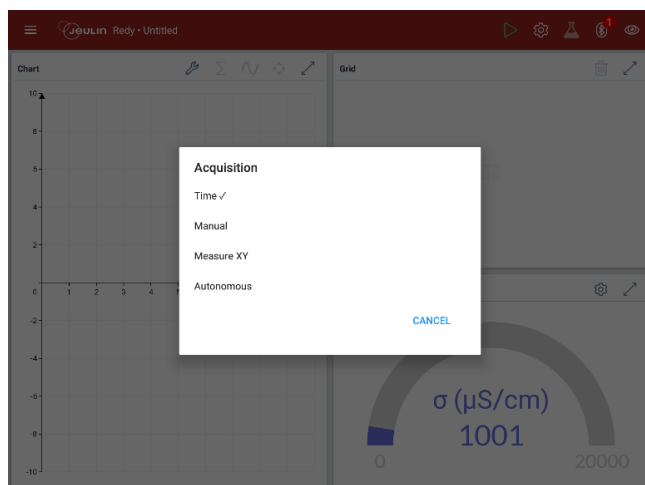 Jeulin Redy • Untitled
1
Chart
Grid
10
8
6
4
2
0 1 2 3 4
-2
-4
-6
-8
-10
Acquisition
Time ✓
Manual
Measure XY
Autonomous
CANCEL
σ (µS/cm)
1001
0 20000